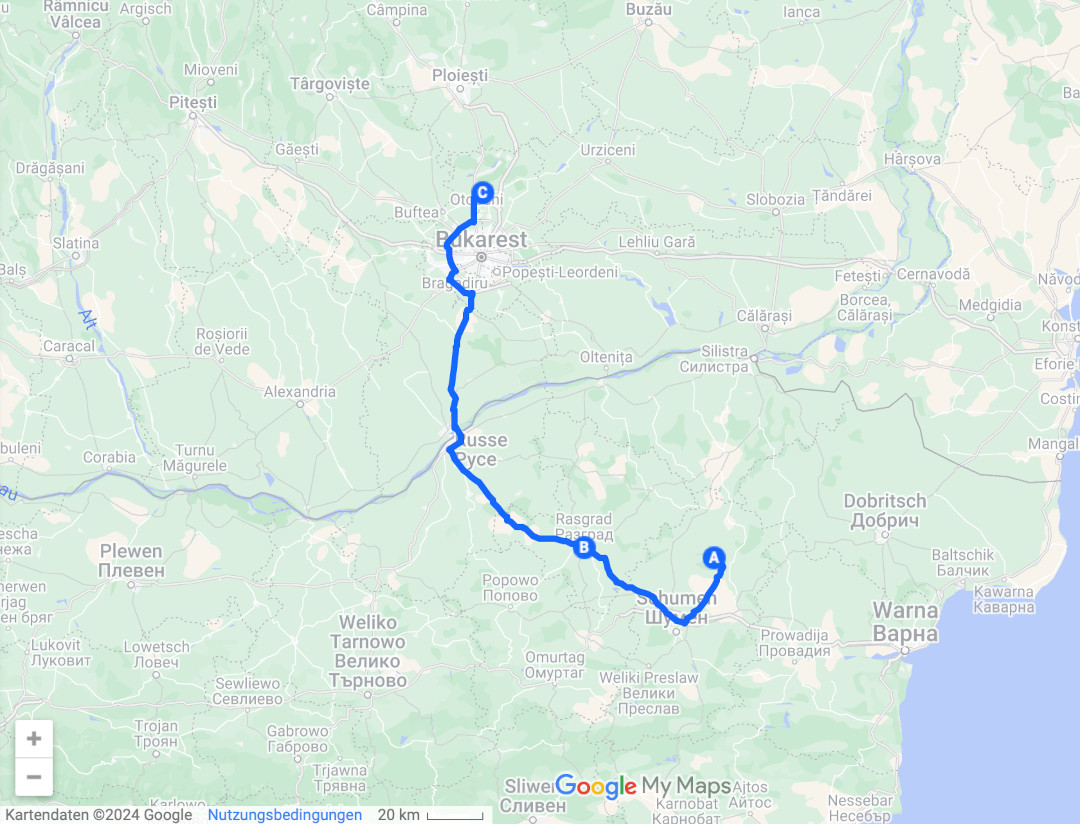 Râmnicu
Vâlcea
Argisch
Câmpina
Buzău
Ianca
Mioveni
Târgoviște
Ploiești
Pitești
Găești
Urziceni
Hârșova
Drăgășani
Slobozia
Țăndărei
Buftea
Slatina
Bukarest
Lehliu Gară
Balș
Popești-Leordeni
Fetești
Cernavodă
Bragadiru
Borcea,
Călărași
Medgidia
Alt
Călărași
Roșiorii
de Vede
Caracal
Oltenița
Silistra
Силистра
Eforie
Alexandria
Costin
Mangal
Russe
Русе
Turnu
Măgurele
Corabia
Dobritsch
Добрич
Rasgrad
Разград
C
B
A
Plewen
Плевен
Baltschik
Балчик
Popowo
Попово
Kawarna
Каварна
Schumen
Шумен
Warna
Варна
Weliko
Tarnowo
Велико
Търново
Prowadija
Провадия
Lukovit
Луковит
Lowetsch
Ловеч
Omurtag
Омуртаг
Weliki Preslaw
Велики
Преслав
Sewliewo
Севлиево
Trojan
Троян
Gabrowo
Габрово
Trjawna
Трявна
Sliwen
Сливен
Google My Maps
Ajtos
Айтос
Karlowo
Karnobat
Карнобат
Nessebar
Несебър
+
−
Kartendaten ©2024 Google
Nutzungsbedingungen
20 km